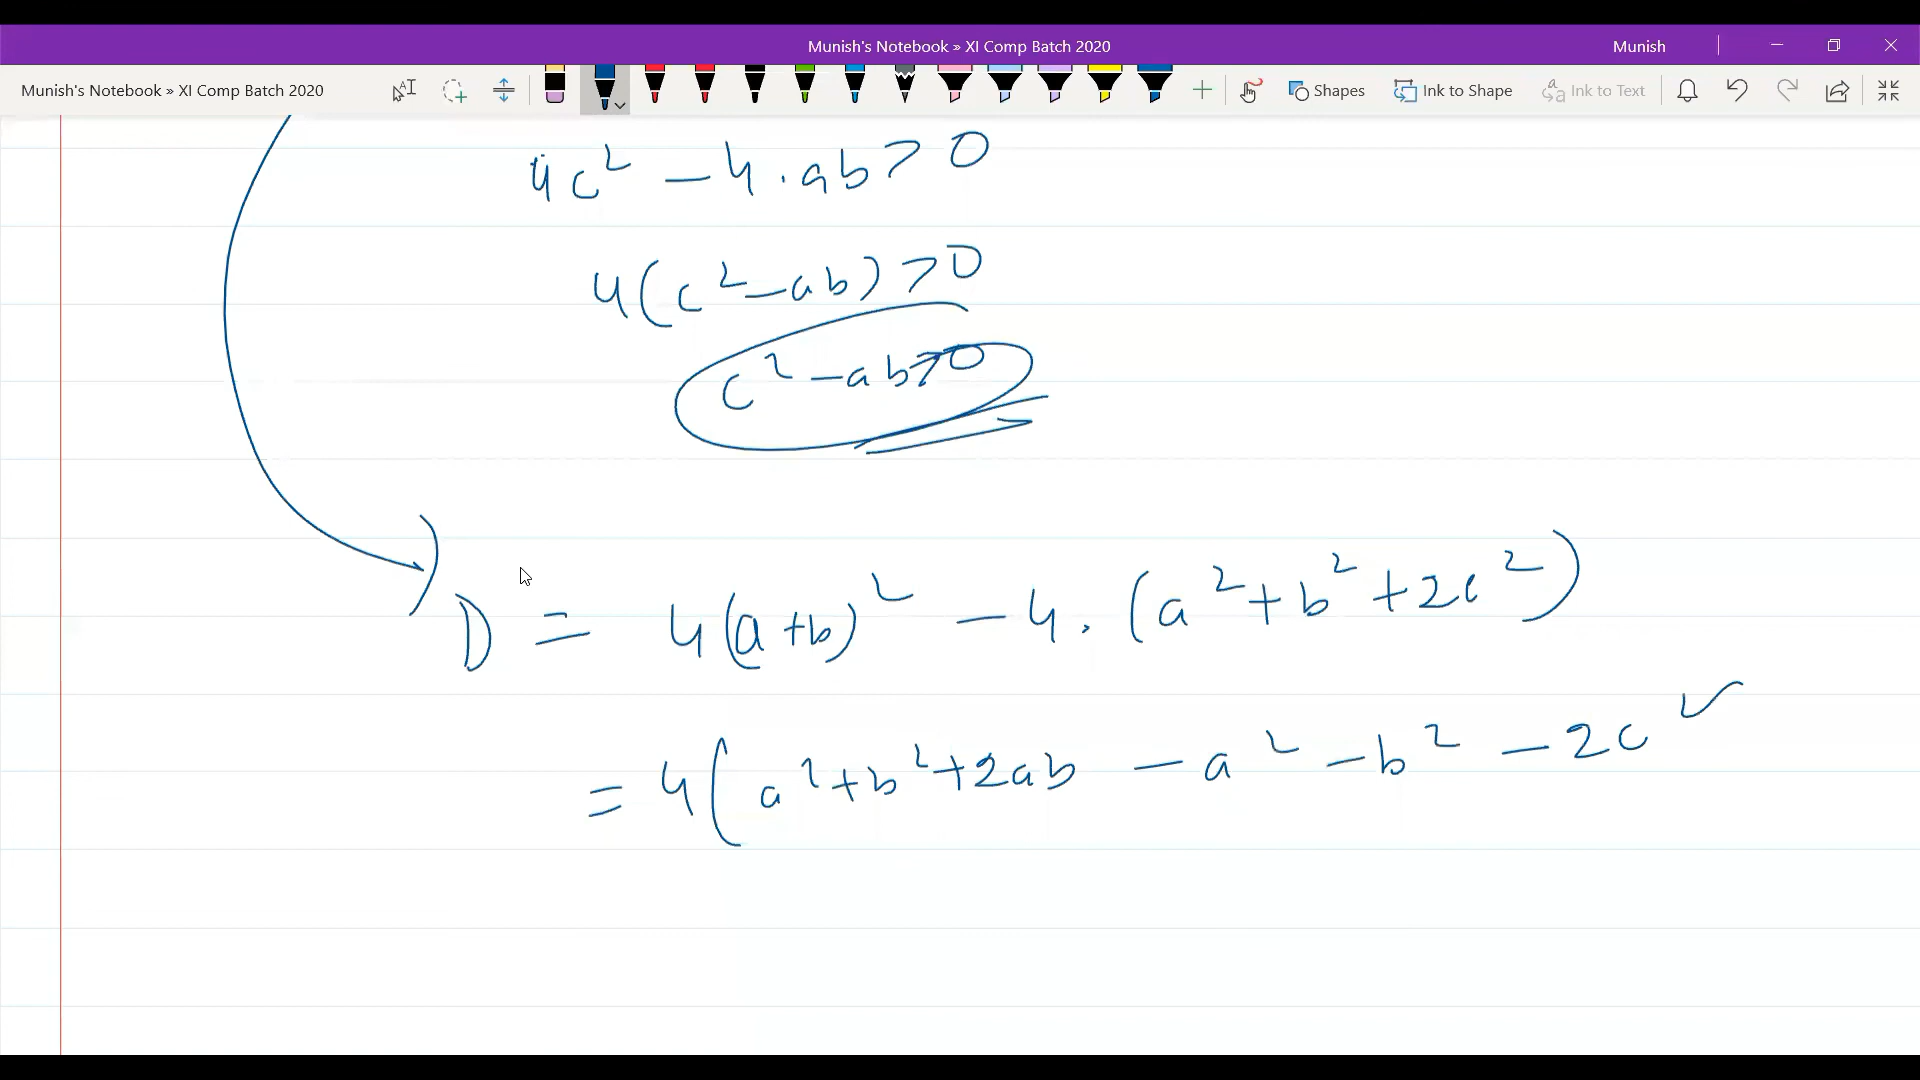 Munish's Notebook » XI Comp Batch 2020
Munish
Munish's Notebook » XI Comp Batch 2020
Shapes
Ink to Shape
Ink to Text
4c² - 4·ab > 0
4(c² - ab) > 0
c² - ab > 0
D = 4(a+b)² - 4·(a² + b² + 2c²)
= 4(a² + b² + 2ab - a² - b² - 2c²